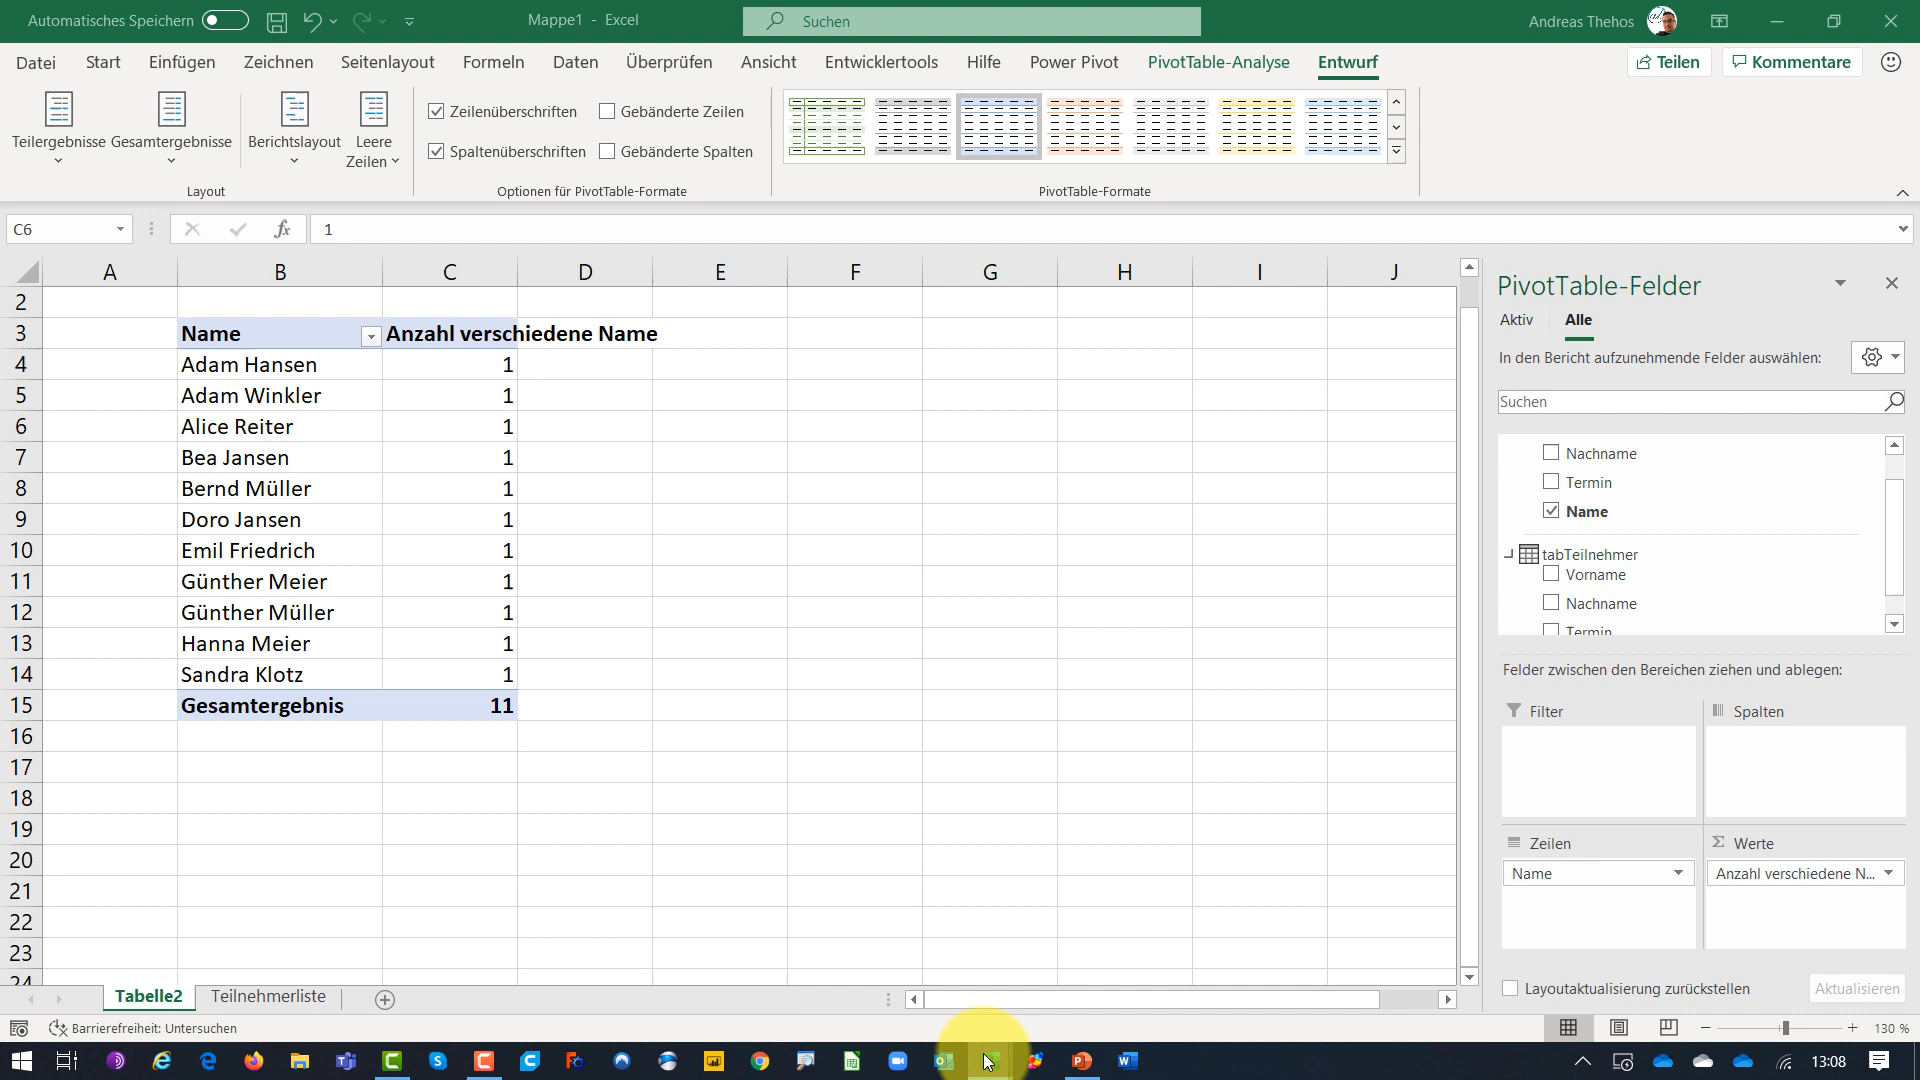 Automatisches Speichern
Mappe1 - Excel
Suchen
Andreas Thehos
Datei Start Einfügen Zeichnen Seitenlayout Formeln Daten Überprüfen Ansicht Entwicklertools Hilfe Power Pivot PivotTable-Analyse Entwurf
Teilen
Kommentare
Teilergebnisse
Gesamtergebnisse
Berichtslayout
Leere
Zeilen
Layout
Zeilenüberschriften
Gebänderte Zeilen
Spaltenüberschriften
Gebänderte Spalten
Optionen für PivotTable-Formate
PivotTable-Formate
C6
fx
1
A B C D E F G H I J
2
3 Name Anzahl verschiedene Name
4 Adam Hansen 1
5 Adam Winkler 1
6 Alice Reiter 1
7 Bea Jansen 1
8 Bernd Müller 1
9 Doro Jansen 1
10 Emil Friedrich 1
11 Günther Meier 1
12 Günther Müller 1
13 Hanna Meier 1
14 Sandra Klotz 1
15 Gesamtergebnis 11
16
17
18
19
20
21
22
23
24
PivotTable-Felder
Aktiv Alle
In den Bericht aufzunehmende Felder auswählen:
Suchen
Nachname
Termin
Name
tabTeilnehmer
Vorname
Nachname
Termin
Felder zwischen den Bereichen ziehen und ablegen:
Filter
Spalten
Zeilen
Werte
Name
Anzahl verschiedene N...
Layoutaktualisierung zurückstellen
Aktualisieren
Tabelle2
Teilnehmerliste
Barrierefreiheit: Untersuchen
130 %
13:08